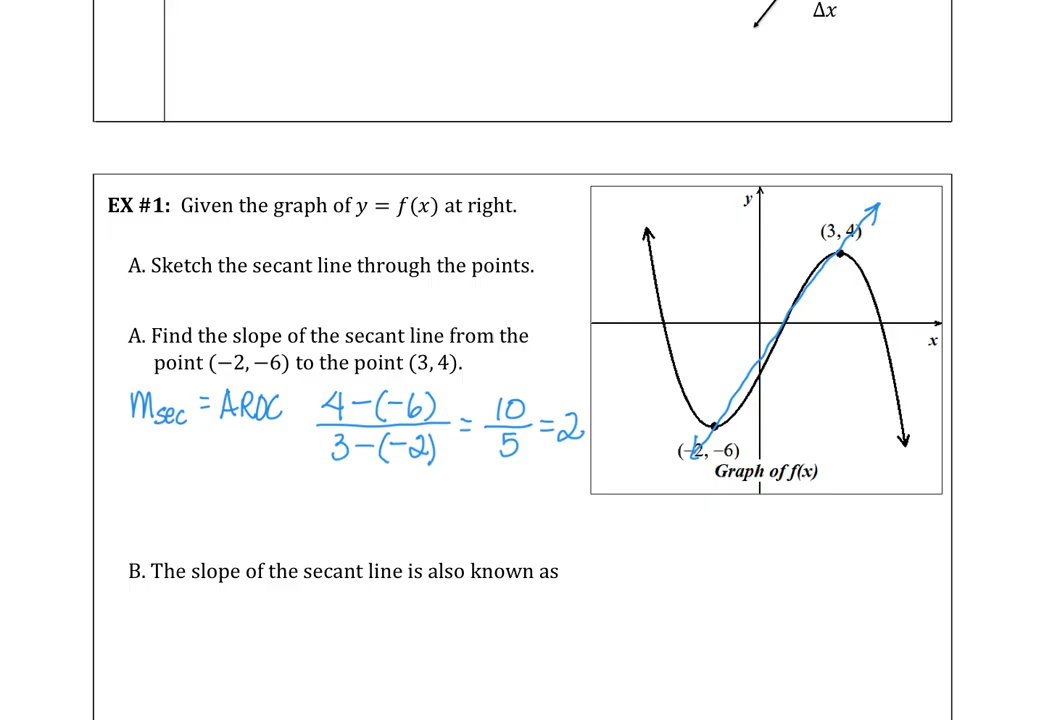 Δx
EX #1: Given the graph of y = f(x) at right.
A. Sketch the secant line through the points.
A. Find the slope of the secant line from the
point (−2, −6) to the point (3, 4).
m_sec = AROC (4−(−6))/(3−(−2)) = 10/5 = 2
B. The slope of the secant line is also known as
y
(3, 4)
x
(−2, −6)
Graph of f(x)